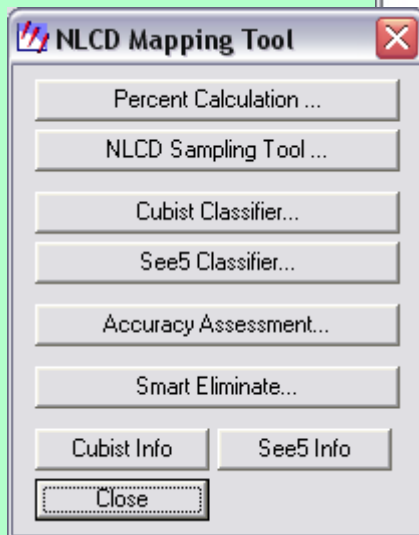 NLCD Mapping Tool
Percent Calculation ...
NLCD Sampling Tool ...
Cubist Classifier...
See5 Classifier...
Accuracy Assessment...
Smart Eliminate...
Cubist Info See5 Info
Close